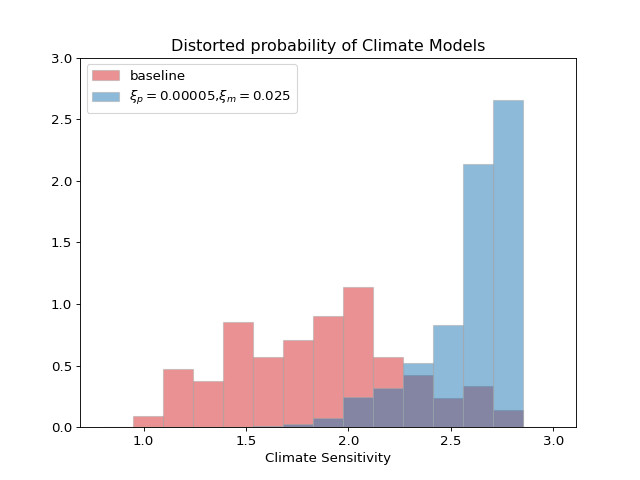 Distorted probability of Climate Models
3.0
2.5
2.0
1.5
1.0
0.5
0.0
baseline
ξₚ = 0.00005,ξₘ = 0.025
1.0 1.5 2.0 2.5 3.0
Climate Sensitivity